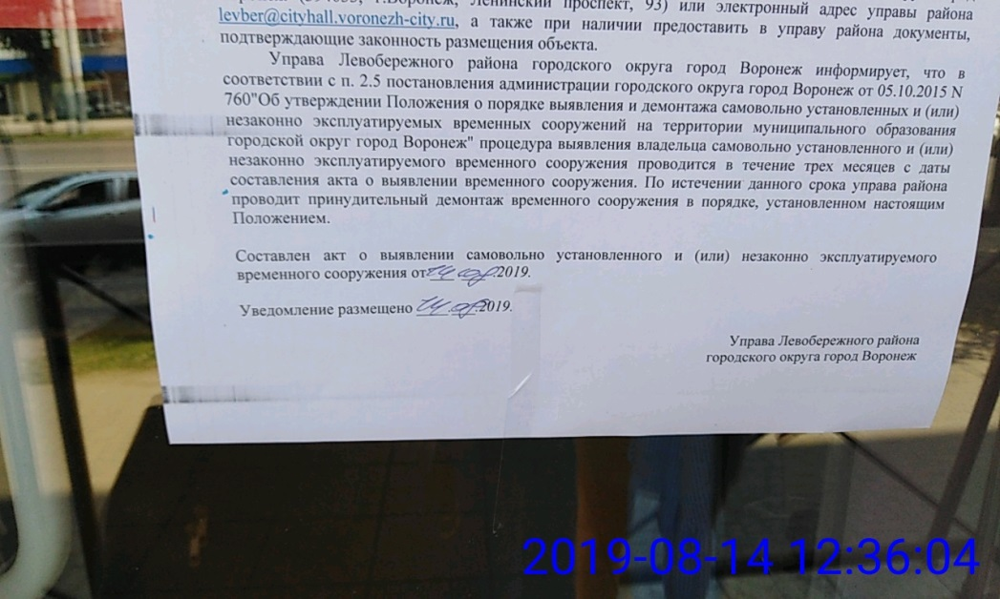 (394033, г.Воронеж, Ленинский проспект, 93) или электронный адрес управы района
levber@cityhall.voronezh-city.ru, а также при наличии предоставить в управу района документы,
подтверждающие законность размещения объекта.
Управа Левобережного района городского округа город Воронеж информирует, что в
соответствии с п. 2.5 постановления администрации городского округа город Воронеж от 05.10.2015 N
760"Об утверждении Положения о порядке выявления и демонтажа самовольно установленных и (или)
незаконно эксплуатируемых временных сооружений на территории муниципального образования
городской округ город Воронеж" процедура выявления владельца самовольно установленного и (или)
незаконно эксплуатируемого временного сооружения проводится в течение трех месяцев с даты
составления акта о выявлении временного сооружения. По истечении данного срока управа района
проводит принудительный демонтаж временного сооружения в порядке, установленном настоящим
Положением.
Составлен акт о выявлении самовольно установленного и (или) незаконно эксплуатируемого
временного сооружения от 14 08.2019.
Уведомление размещено 14.08.2019.
Управа Левобережного района
городского округа город Воронеж
2019-08-14 12:36:04